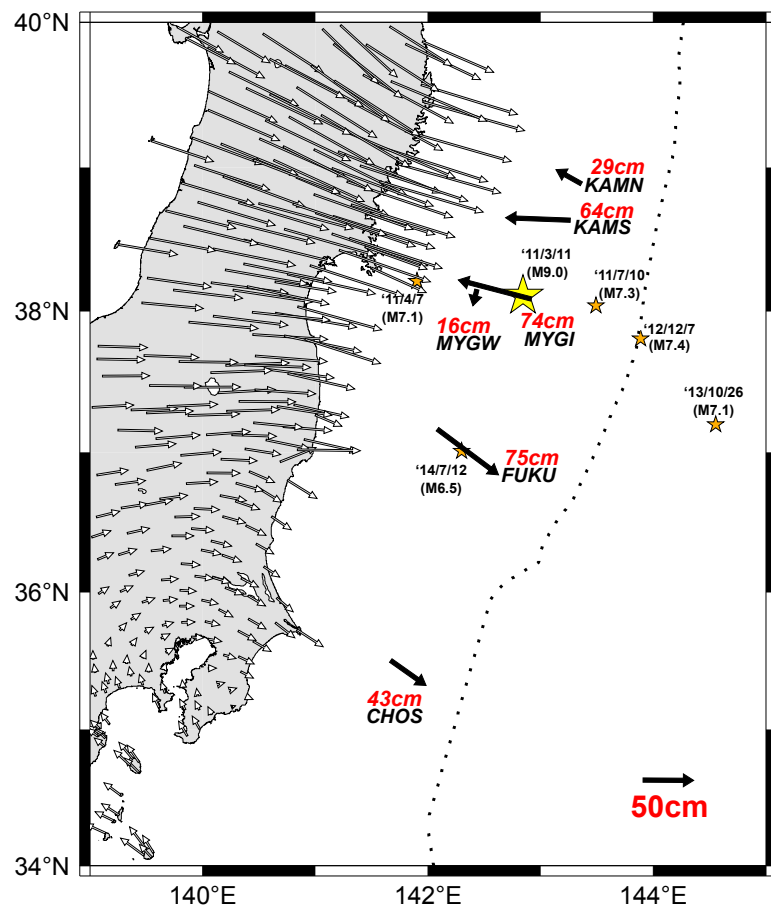 40°N
29cm
KAMN
64cm
KAMS
‘11/3/11
(M9.0)
‘11/7/10
(M7.3)
38°N
‘11/4/7
(M7.1)
16cm
MYGW
74cm
MYGI
‘12/12/7
(M7.4)
‘13/10/26
(M7.1)
‘14/7/12
(M6.5)
75cm
FUKU
36°N
43cm
CHOS
50cm
34°N
140°E
142°E
144°E